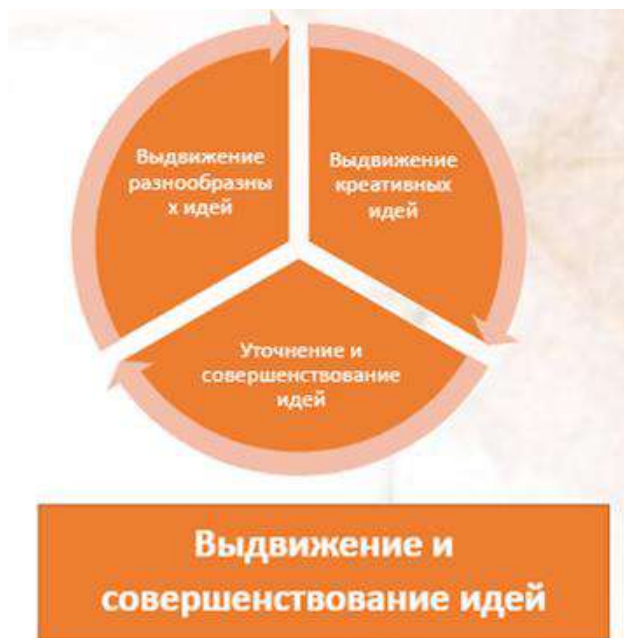 Выдвижение
разнообразны
х идей
Выдвижение
креативных
идей
Уточнение и
совершенствование
идей
Выдвижение и
совершенствование идей